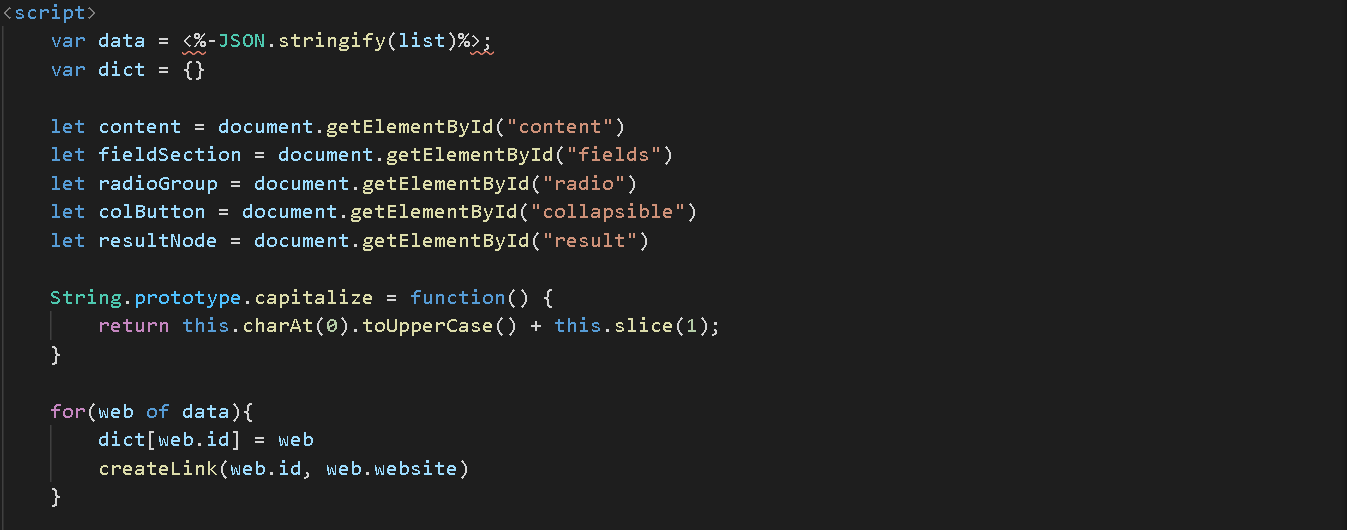 <script>
    var data = <%-JSON.stringify(list)%>;
    var dict = {}

    let content = document.getElementById("content")
    let fieldSection = document.getElementById("fields")
    let radioGroup = document.getElementById("radio")
    let colButton = document.getElementById("collapsible")
    let resultNode = document.getElementById("result")

    String.prototype.capitalize = function() {
        return this.charAt(0).toUpperCase() + this.slice(1);
    }

    for(web of data){
        dict[web.id] = web
        createLink(web.id, web.website)
    }